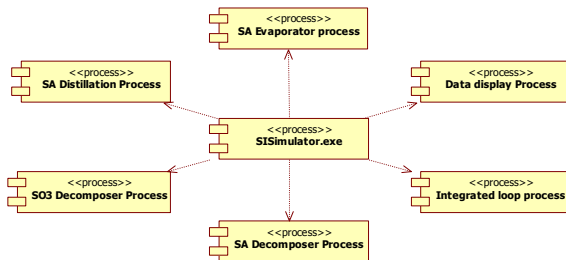 <<process>>
SA Evaporator process
<<process>>
SA Distillation Process
<<process>>
Data display Process
<<process>>
SISimulator.exe
<<process>>
SO3 Decomposer Process
<<process>>
Integrated loop process
<<process>>
SA Decomposer Process